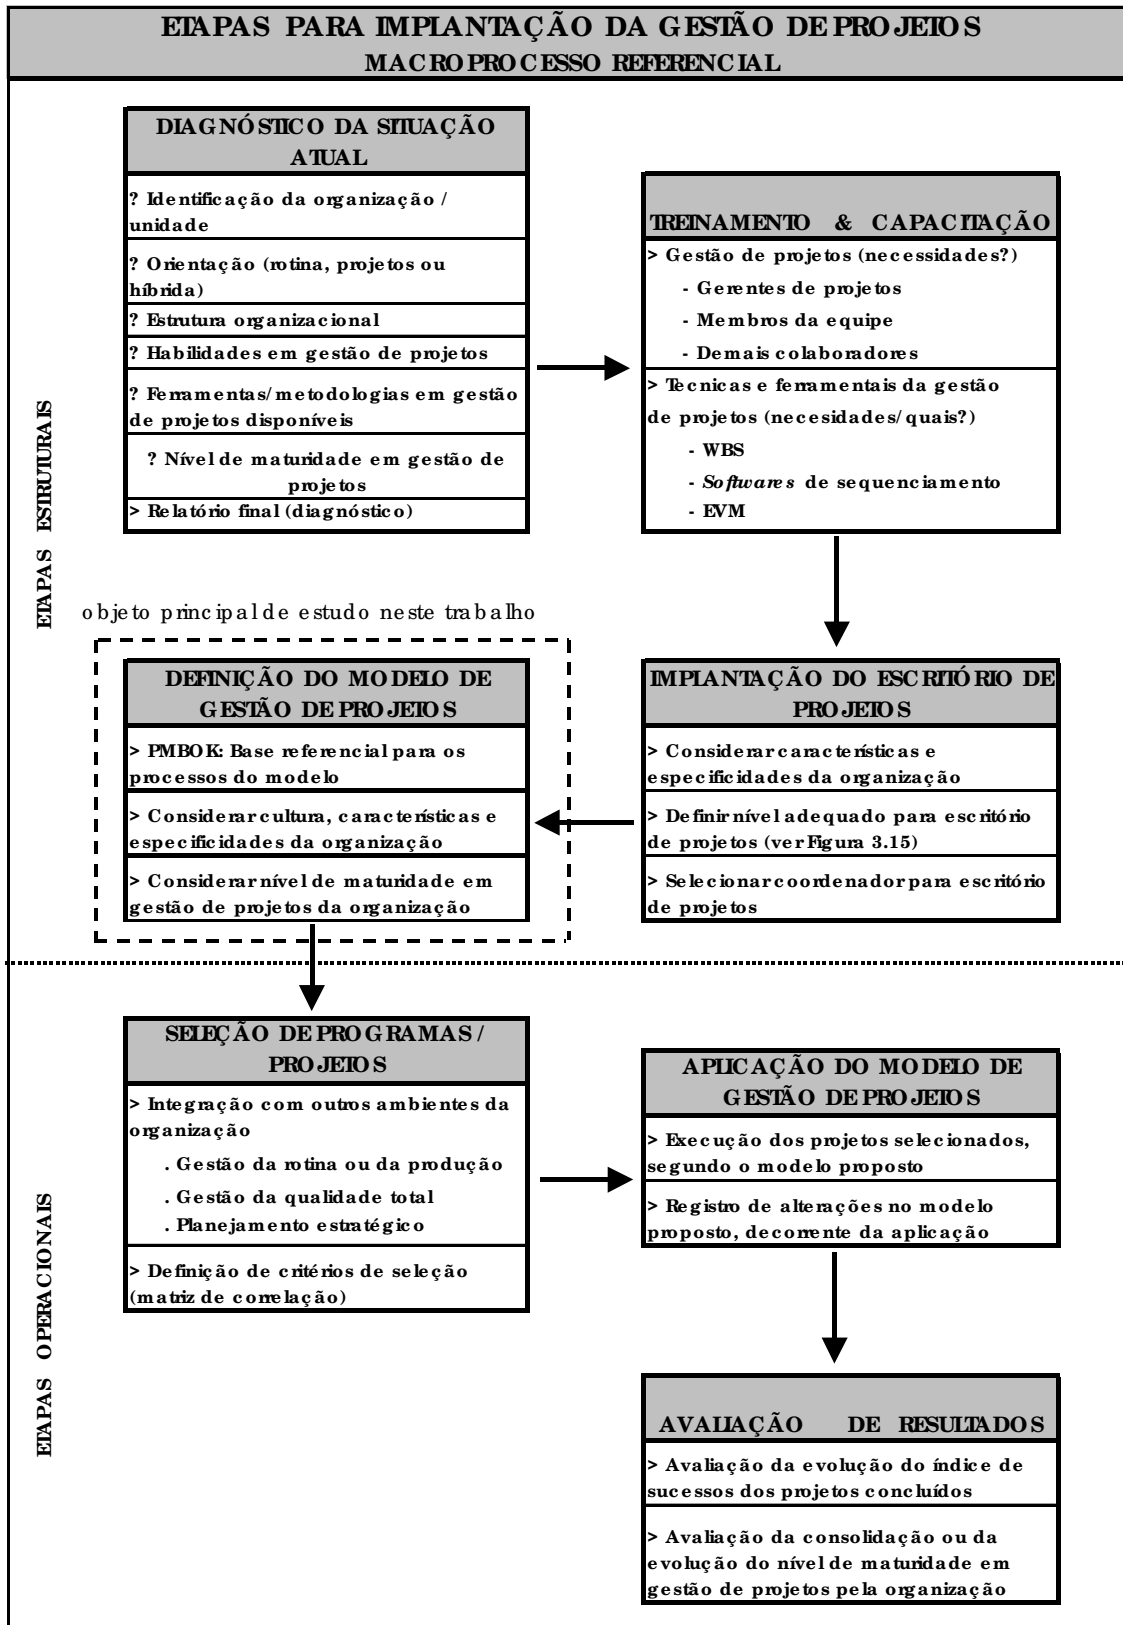 ETAPAS PARA IMPLANTAÇÃO DA GESTÃO DE PROJETOS
MACROPROCESSO REFERENCIAL
DIAGNÓSTICO DA SITUAÇÃO
ATUAL
? Identificação da organização /
unidade
? Orientação (rotina, projetos ou
híbrida)
? Estrutura organizacional
? Habilidades em gestão de projetos
? Ferramentas/metodologias em gestão
de projetos disponíveis
? Nível de maturidade em gestão de
projetos
> Relatório final (diagnóstico)
TREINAMENTO & CAPACITAÇÃO
> Gestão de projetos (necessidades?)
- Gerentes de projetos
- Membros da equipe
- Demais colaboradores
> Tecnicas e ferramentais da gestão
de projetos (necesidades/quais?)
- WBS
- Softwares de sequenciamento
- EVM
ETAPAS ESTRUTURAIS
objeto principal de estudo neste trabalho
DEFINIÇÃO DO MODELO DE
GESTÃO DE PROJETOS
> PMBOK: Base referencial para os
processos do modelo
> Considerar cultura, características e
especificidades da organização
> Considerar nível de maturidade em
gestão de projetos da organização
IMPLANTAÇÃO DO ESCRITÓRIO DE
PROJETOS
> Considerar características e
especificidades da organização
> Definir nível adequado para escritório
de projetos (ver Figura 3.15)
> Selecionar coordenador para escritório
de projetos
SELEÇÃO DE PROGRAMAS /
PROJETOS
> Integração com outros ambientes da
organização
. Gestão da rotina ou da produção
. Gestão da qualidade total
. Planejamento estratégico
> Definição de critérios de seleção
(matriz de correlação)
APLICAÇÃO DO MODELO DE
GESTÃO DE PROJETOS
> Execução dos projetos selecionados,
segundo o modelo proposto
> Registro de alterações no modelo
proposto, decorrente da aplicação
ETAPAS OPERACIONAIS
AVALIAÇÃO DE RESULTADOS
> Avaliação da evolução do índice de
sucessos dos projetos concluídos
> Avaliação da consolidação ou da
evolução do nível de maturidade em
gestão de projetos pela organização